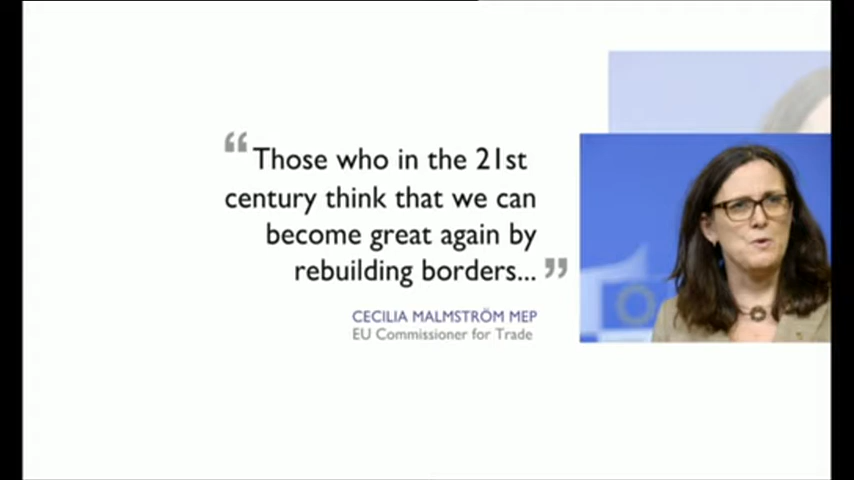 “Those who in the 21st
century think that we can
become great again by
rebuilding borders...”
CECILIA MALMSTRÖM MEP
EU Commissioner for Trade